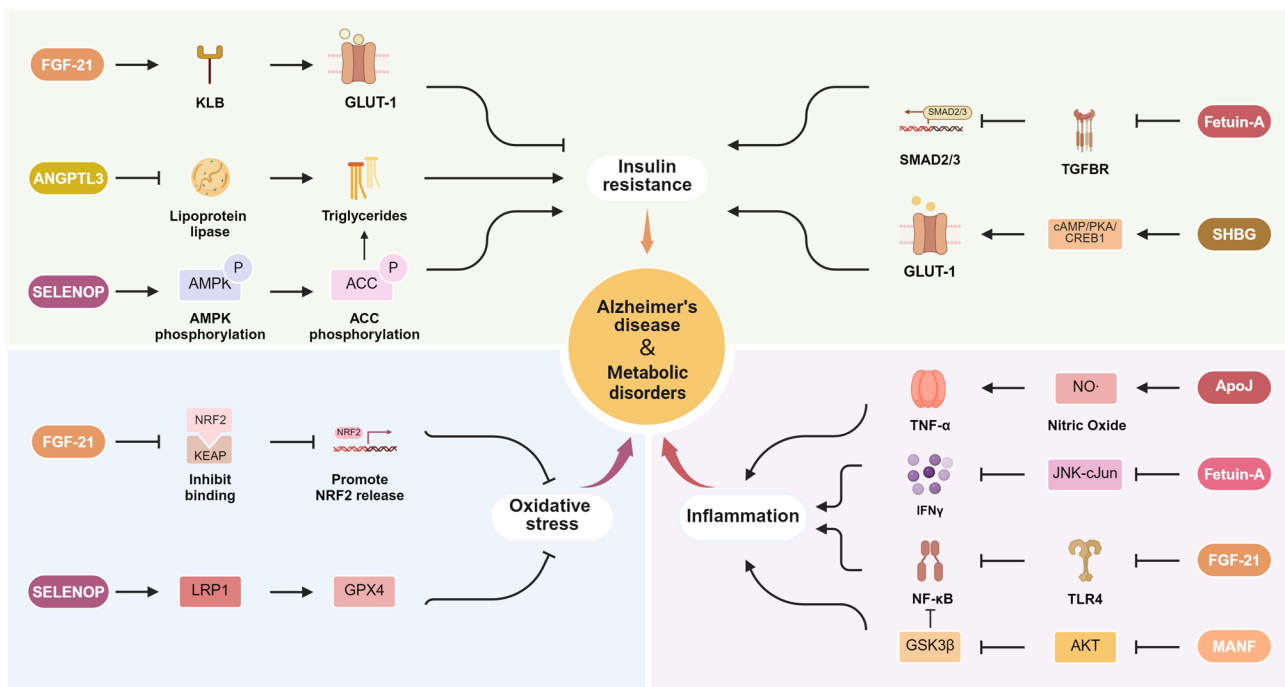 FGF-21
KLB
GLUT-1
ANGPTL3
Lipoprotein
lipase
Triglycerides
SELENOP
AMPK
P
AMPK
phosphorylation
ACC
P
ACC
phosphorylation
Insulin
resistance
SMAD2/3
SMAD2/3
TGFBR
Fetuin-A
GLUT-1
cAMP/PKA/
CREB1
SHBG
Alzheimer's
disease
&
Metabolic
disorders
FGF-21
NRF2
KEAP
Inhibit
binding
NRF2
Promote
NRF2 release
Oxidative
stress
SELENOP
LRP1
GPX4
Inflammation
TNF-α
NO·
Nitric Oxide
ApoJ
IFNγ
JNK-cJun
Fetuin-A
NF-κB
TLR4
FGF-21
GSK3β
AKT
MANF